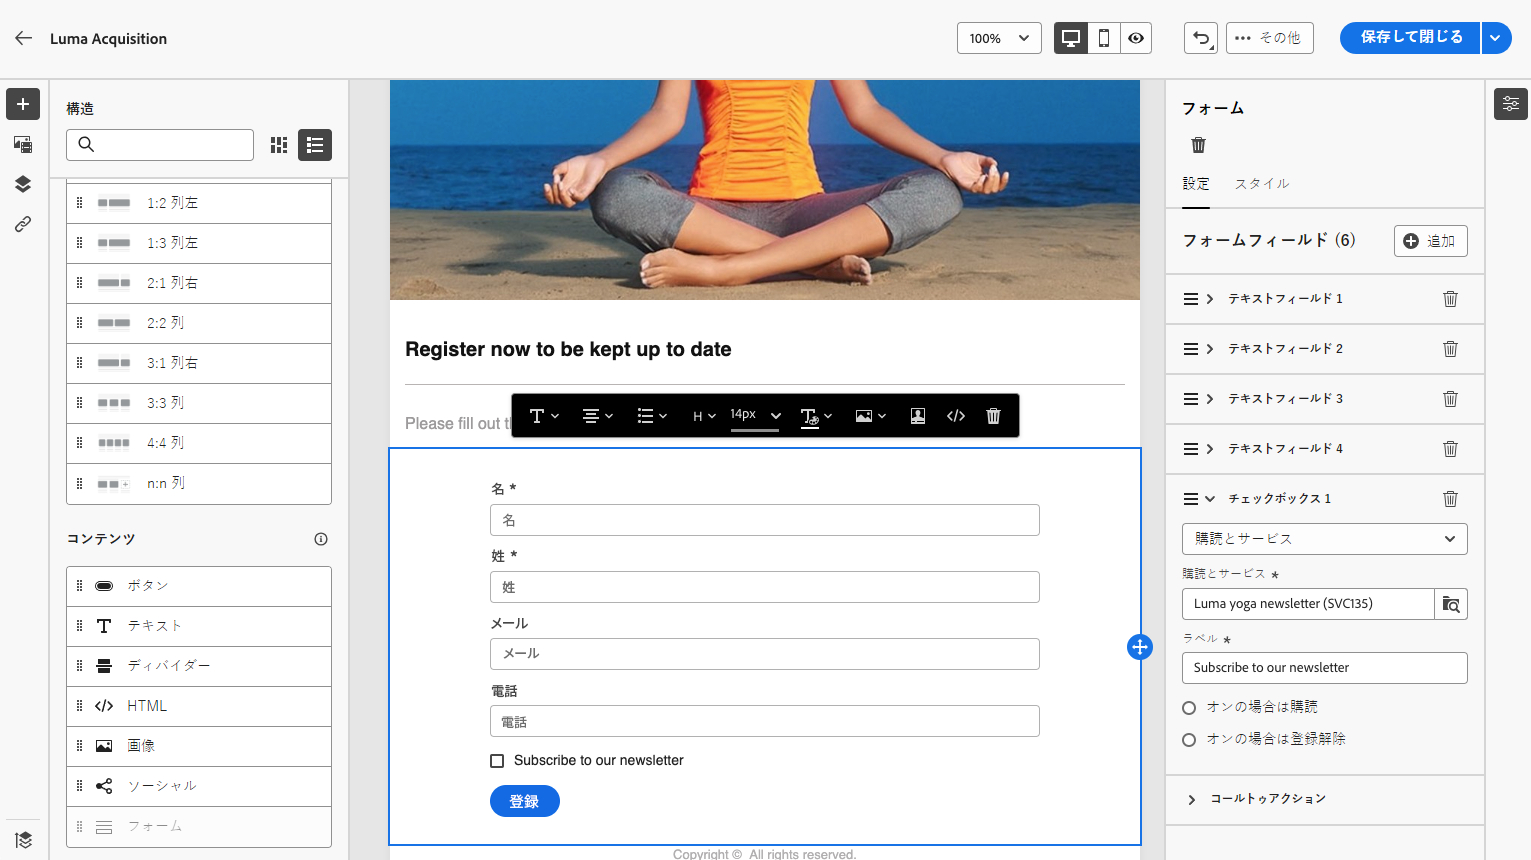 Luma Acquisition
100%
その他
保存して閉じる
構造
1:2 列左
1:3 列左
2:1 列右
2:2 列
3:1 列右
3:3 列
4:4 列
n:n 列
コンテンツ
ボタン
テキスト
ディバイダー
HTML
画像
ソーシャル
フォーム
Register now to be kept up to date
Please fill out th
H
14px
名 *
名
姓 *
姓
メール
メール
電話
電話
Subscribe to our newsletter
登録
Copyright © All rights reserved.
フォーム
設定 スタイル
フォームフィールド (6)
追加
テキストフィールド 1
テキストフィールド 2
テキストフィールド 3
テキストフィールド 4
チェックボックス 1
購読とサービス
購読とサービス *
Luma yoga newsletter (SVC135)
ラベル *
Subscribe to our newsletter
オンの場合は購読
オンの場合は登録解除
コールトゥアクション